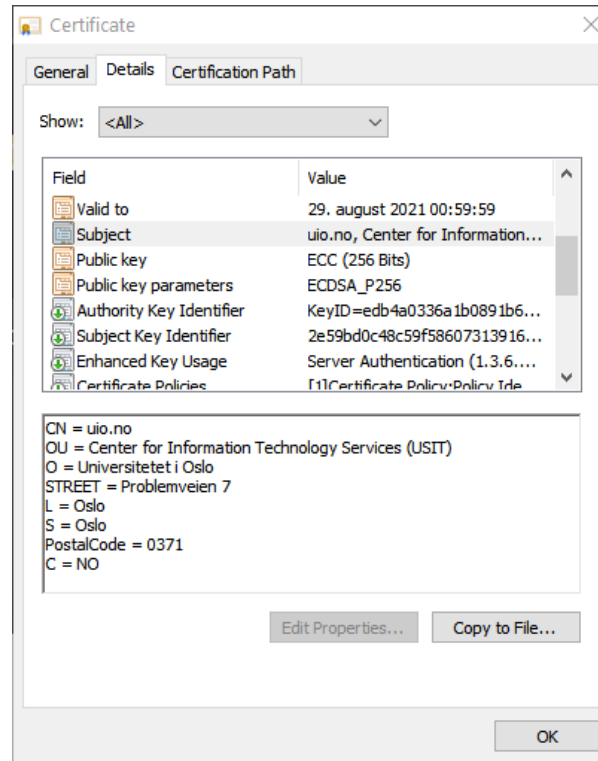 Certificate
General Details Certification Path
Show: <All>
Field Value
Valid to 29. august 2021 00:59:59
Subject uio.no, Center for Information...
Public key ECC (256 Bits)
Public key parameters ECDSA_P256
Authority Key Identifier KeyID=edb4a0336a1b0891b6...
Subject Key Identifier 2e59bd0c48c59f58607313916...
Enhanced Key Usage Server Authentication (1.3.6....
Certificate Policies [1]Certificate Policy:Policy Ide
CN = uio.no
OU = Center for Information Technology Services (USIT)
O = Universitetet i Oslo
STREET = Problemveien 7
L = Oslo
S = Oslo
PostalCode = 0371
C = NO
Edit Properties... Copy to File...
OK